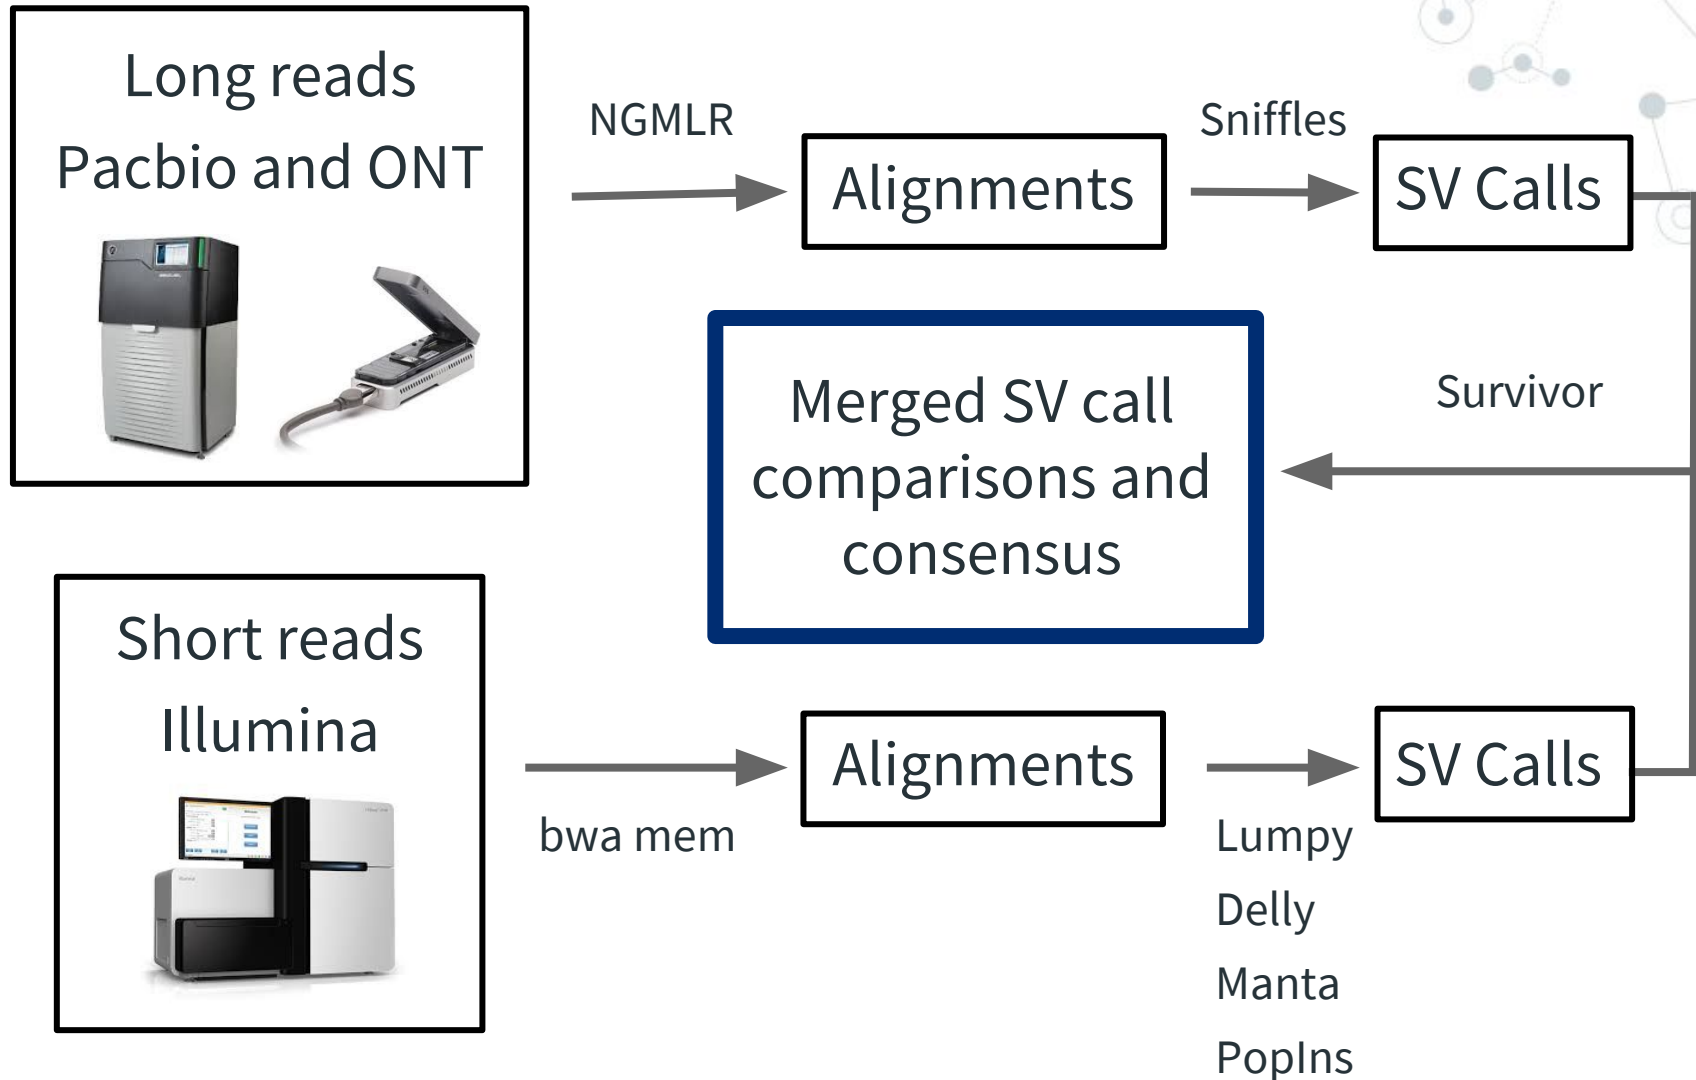 Long reads
Pacbio and ONT
NGMLR
Alignments
Sniffles
SV Calls
Merged SV call
comparisons and
consensus
Survivor
Short reads
Illumina
bwa mem
Alignments
Lumpy
Delly
Manta
PopIns
SV Calls